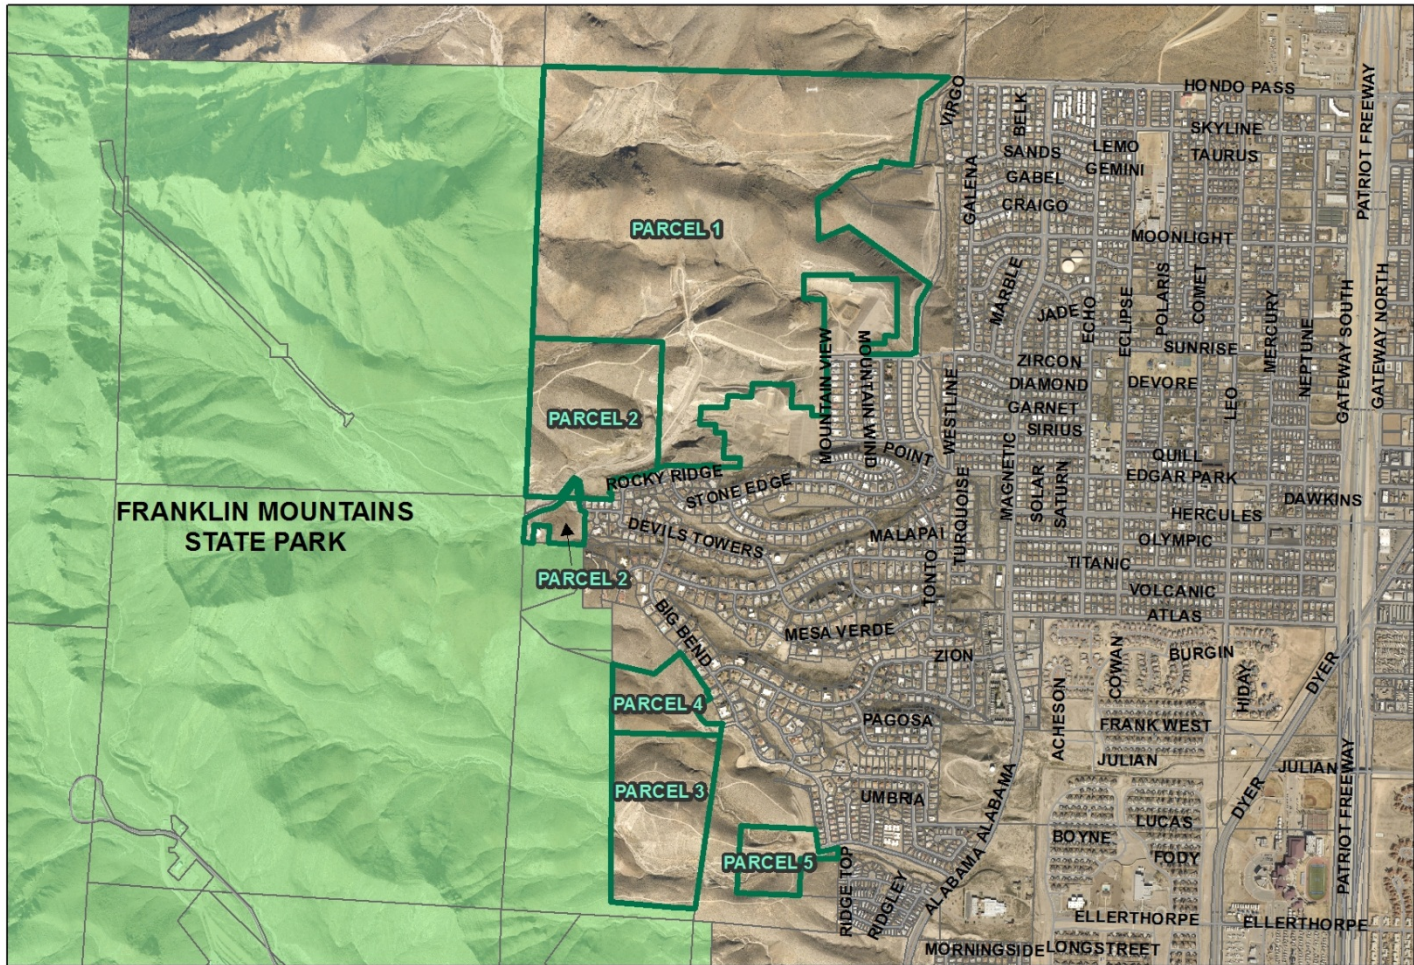 HONDO PASS
VIRGO
BELK
PATRIOT FREEWAY
SKYLINE
LEMO
TAURUS
SANDS
GEMINI
GALENA
GABEL
CRAIGO
PARCEL 1
MOONLIGHT
MARBLE
JADE
ECHO
ECLIPSE
POLARIS
COMET
MERCURY
NEPTUNE
GATEWAY SOUTH
GATEWAY NORTH
MOUNTAIN VIEW
MOUNTAIN WIND
SUNRISE
ZIRCON
DIAMOND
DEVORE
WESTLINE
LEO
GARNET
SIRIUS
PARCEL 2
POINT
QUILL
EDGAR PARK
ROCKY RIDGE
STONE EDGE
TURQUOISE
MAGNETIC
SOLAR
SATURN
DAWKINS
FRANKLIN MOUNTAINS
STATE PARK
HERCULES
DEVILS TOWERS
MALAPAI
OLYMPIC
TITANIC
PARCEL 2
TONTO
VOLCANIC
ATLAS
BIG BEND
MESA VERDE
ZION
COWAN
BURGIN
HIDAY
DYER
PARCEL 4
PAGOSA
ACHESON
FRANK WEST
JULIAN
JULIAN
PARCEL 3
UMBRIA
ALABAMA
DYER
PATRIOT FREEWAY
LUCAS
BOYNE
FODY
PARCEL 5
RIDGE TOP
RIDGLEY
ALABAMA
ELLERTHORPE
ELLERTHORPE
MORNINGSIDE
LONGSTREET